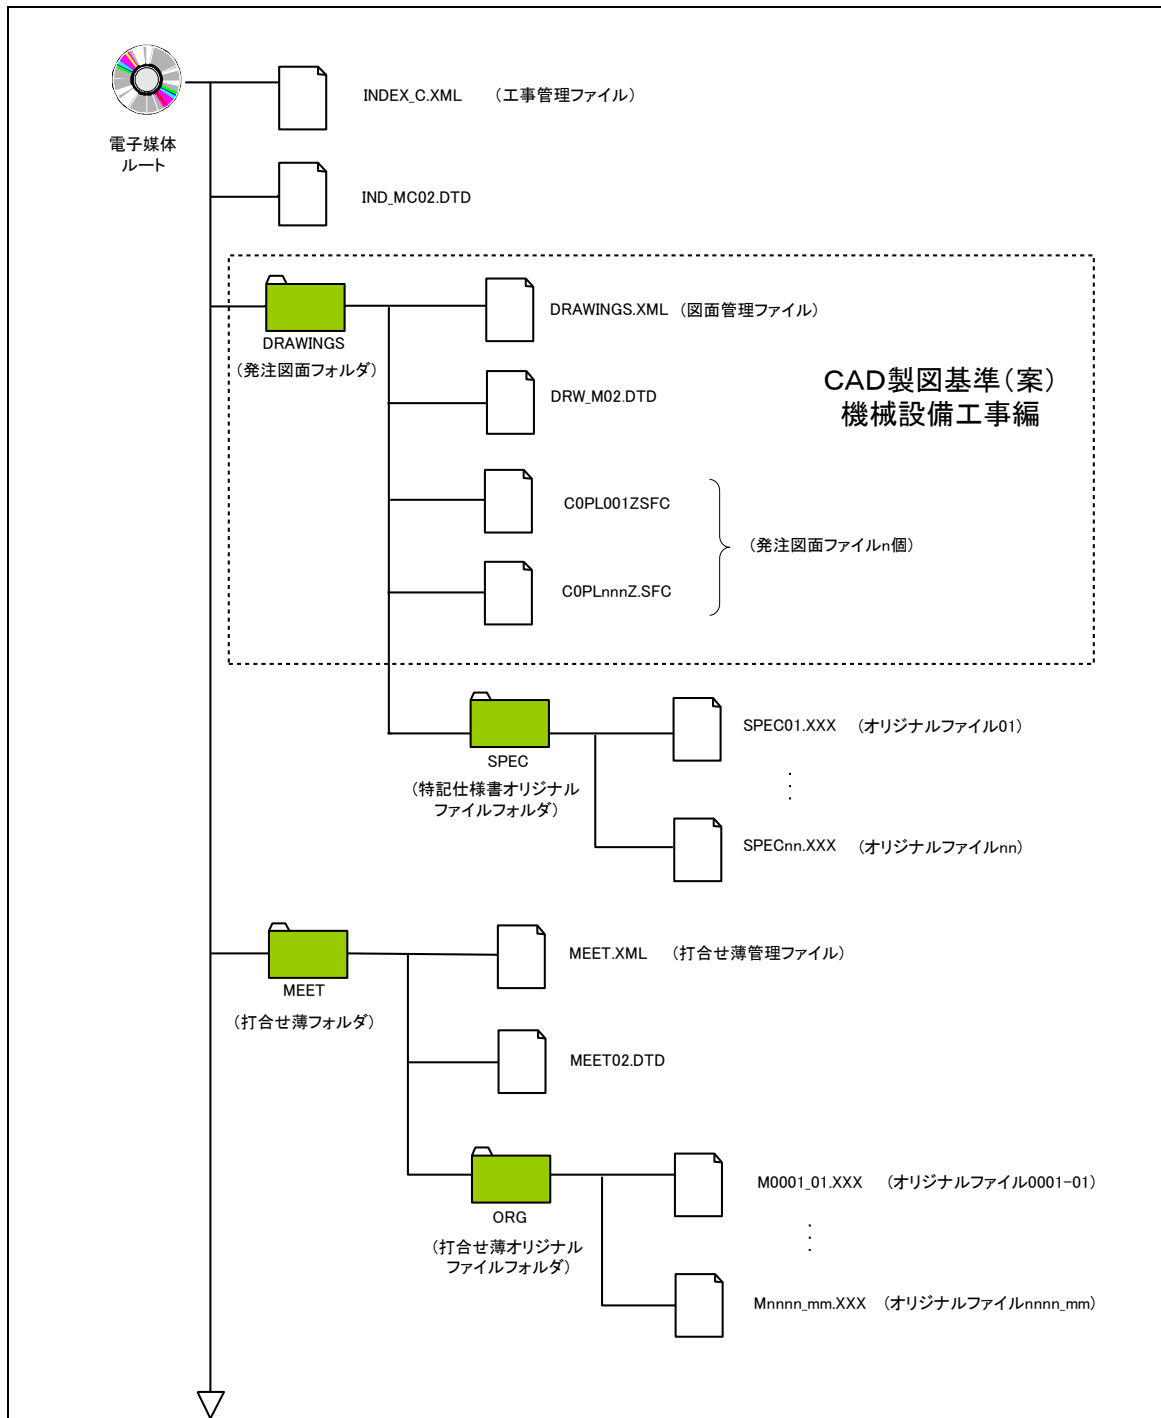 電子媒体
ルート
INDEX_C.XML （工事管理ファイル）
IND_MC02.DTD
DRAWINGS
（発注図面フォルダ）
DRAWINGS.XML （図面管理ファイル）
DRW_M02.DTD
CAD製図基準（案）
機械設備工事編
C0PL001ZSFC
（発注図面ファイルn個）
C0PLnnnZ.SFC
SPEC
（特記仕様書オリジナル
ファイルフォルダ）
SPEC01.XXX （オリジナルファイル01）
SPECnn.XXX （オリジナルファイルnn）
MEET
（打合せ薄フォルダ）
MEET.XML （打合せ薄管理ファイル）
MEET02.DTD
ORG
（打合せ薄オリジナル
ファイルフォルダ）
M0001_01.XXX （オリジナルファイル0001-01）
Mnnnn_mm.XXX （オリジナルファイルnnnn_mm）